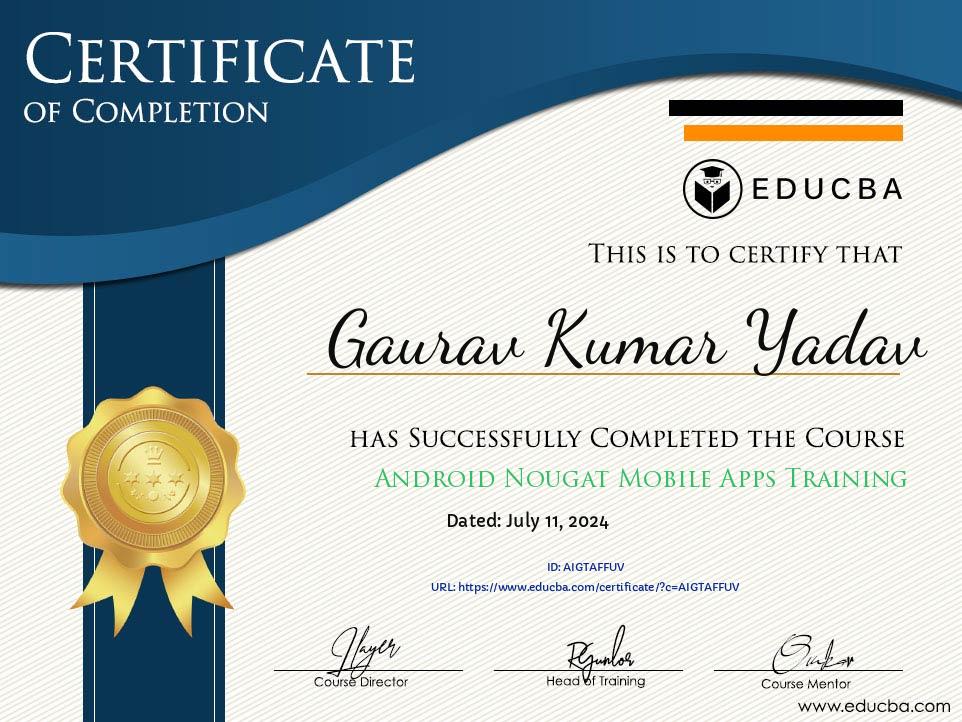 CERTIFICATE
OF COMPLETION
EDUCBA
THIS IS TO CERTIFY THAT
Gaurav Kumar Yadav
HAS SUCCESSFULLY COMPLETED THE COURSE
ANDROID NOUGAT MOBILE APPS TRAINING
Dated: July 11, 2024
ID: AIGTAFFUV
URL: https://www.educba.com/certificate/?c=AIGTAFFUV
Course Director
Head of Training
Course Mentor
www.educba.com